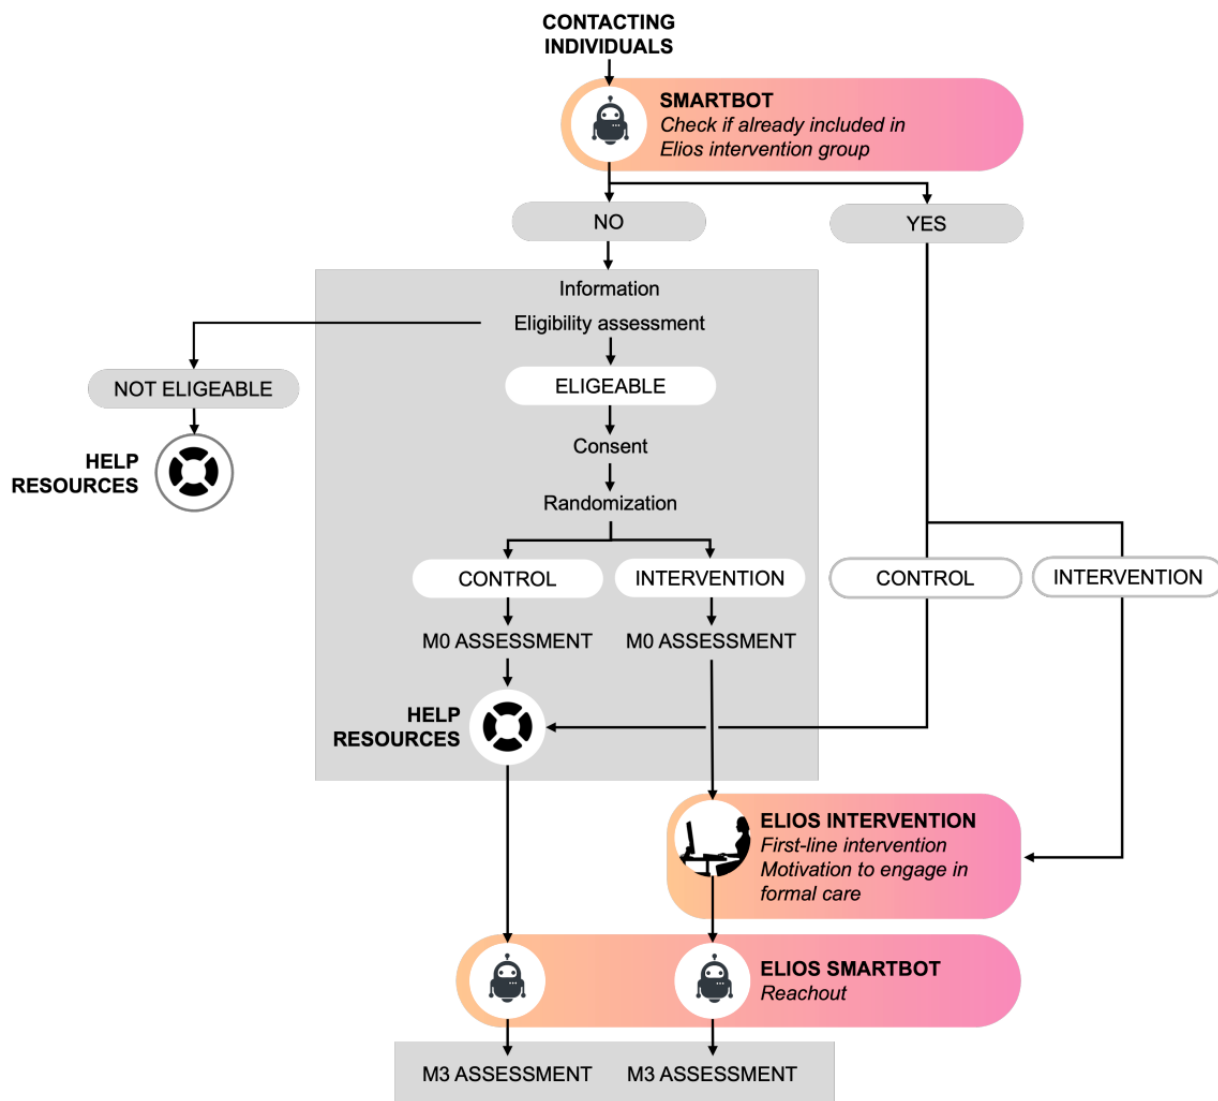 CONTACTING
INDIVIDUALS
SMARTBOT
Check if already included in
Elios intervention group
NO
YES
Information
Eligibility assessment
NOT ELIGEABLE
ELIGEABLE
HELP
RESOURCES
Consent
Randomization
CONTROL
INTERVENTION
CONTROL
INTERVENTION
M0 ASSESSMENT
M0 ASSESSMENT
HELP
RESOURCES
ELIOS INTERVENTION
First-line intervention
Motivation to engage in
formal care
ELIOS SMARTBOT
Reachout
M3 ASSESSMENT
M3 ASSESSMENT